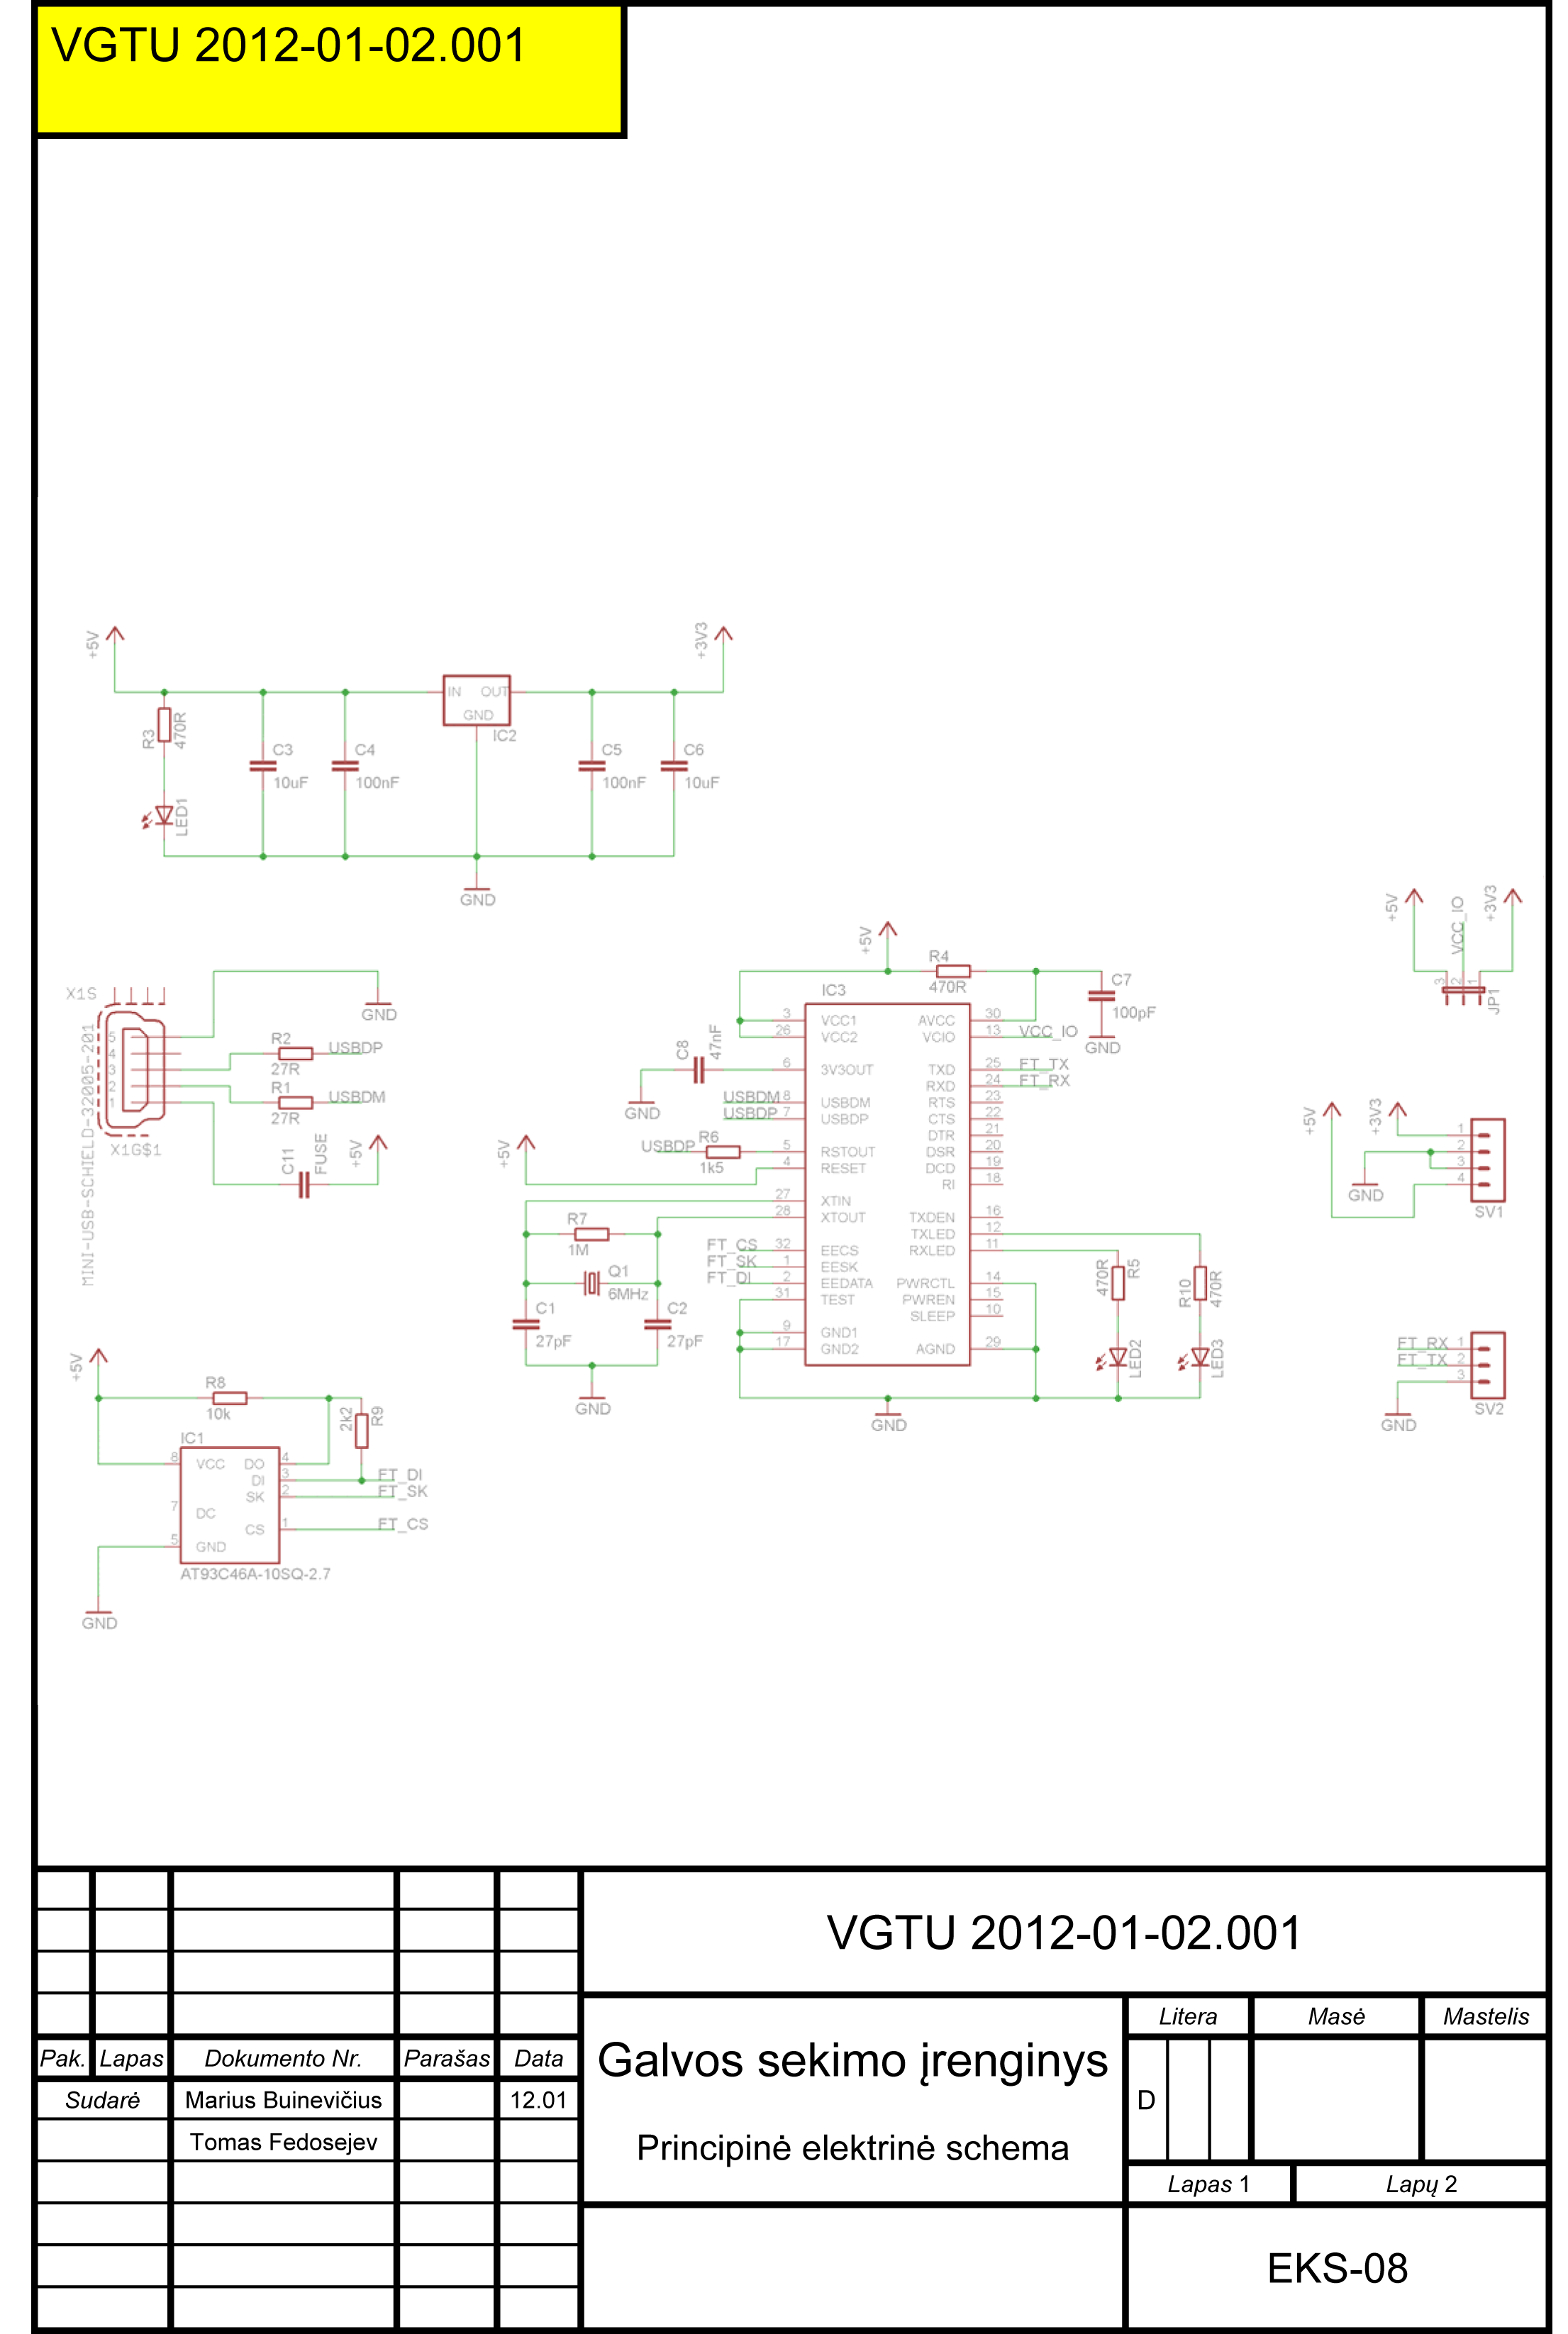 VGTU 2012-01-02.001
+5V
+3V3
IN OUT
GND
IC2
R3
470R
C3
10uF
C4
100nF
C5
100nF
C6
10uF
LED1
GND
+5V
VCC_IO
+3V3
3 2 1
JP1
X1S
MINI-USB-SCHIELD-32005-201
5
4
3
2
1
X1G$1
GND
R2
27R
USBDP
R1
27R
USBDM
C11
FUSE
+5V
+5V
R4
470R
C7
100pF
GND
IC3
C8
47nF
GND
3 VCC1 AVCC 30
26 VCC2 VCIO 13 VCC_IO
6 3V3OUT TXD 25 FT_TX
RXD 24 FT_RX
USBDM 8 USBDM RTS 23
USBDP 7 USBDP CTS 22
DTR 21
USBDP R6 5 RSTOUT DSR 20
1k5 4 RESET DCD 19
RI 18
27 XTIN
28 XTOUT TXDEN 16
TXLED 12
FT_CS 32 EECS RXLED 11
FT_SK 1 EESK
FT_DI 2 EEDATA PWRCTL 14
31 TEST PWREN 15
SLEEP 10
9 GND1
17 GND2 AGND 29
GND
+5V
R7
1M
Q1
6MHz
C1
27pF
C2
27pF
GND
470R
R5
R10
470R
LED2
LED3
+5V
+3V3
1
2
3
4
GND
SV1
FT_RX 1
FT_TX 2
3
GND
SV2
+5V
R8
10k
2k2
R9
IC1
8 VCC DO 4
DI 3 FT_DI
SK 2 FT_SK
7 DC
CS 1 FT_CS
5 GND
AT93C46A-10SQ-2.7
GND
VGTU 2012-01-02.001
Litera Masė Mastelis
Pak. Lapas Dokumento Nr. Parašas Data
Galvos sekimo įrenginys
Sudarė Marius Buinevičius 12.01
D
Tomas Fedosejev
Principinė elektrinė schema
Lapas 1 Lapų 2
EKS-08